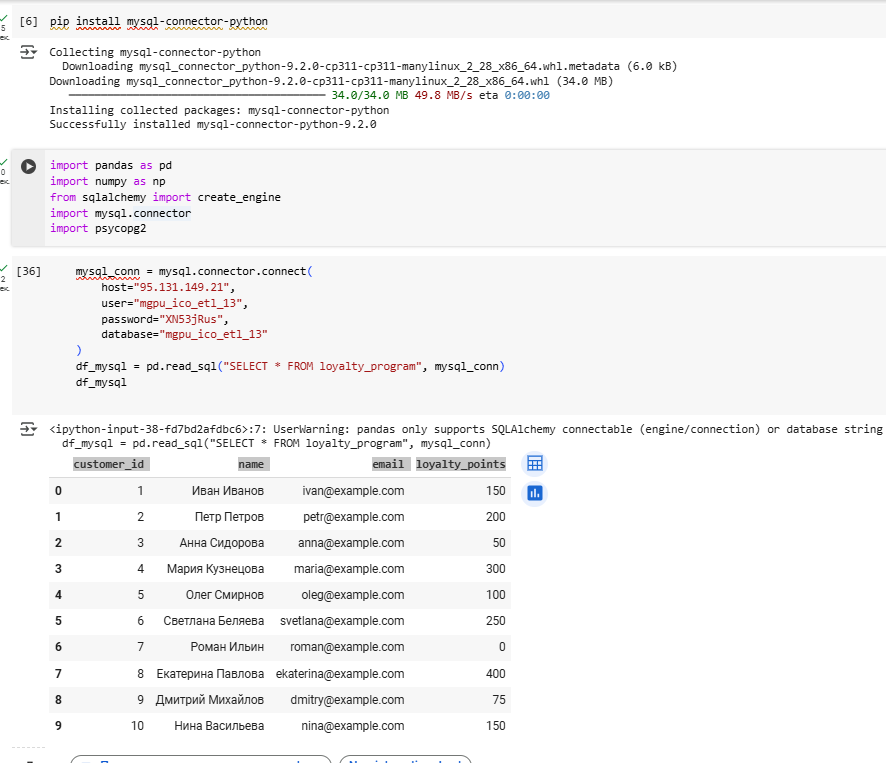 [6] pip install mysql-connector-python
Collecting mysql-connector-python
Downloading mysql_connector_python-9.2.0-cp311-cp311-manylinux_2_28_x86_64.whl.metadata (6.0 kB)
Downloading mysql_connector_python-9.2.0-cp311-cp311-manylinux_2_28_x86_64.whl (34.0 MB)
34.0/34.0 MB 49.8 MB/s eta 0:00:00
Installing collected packages: mysql-connector-python
Successfully installed mysql-connector-python-9.2.0
import pandas as pd
import numpy as np
from sqlalchemy import create_engine
import mysql.connector
import psycopg2
[36] mysql_conn = mysql.connector.connect(
host="95.131.149.21",
user="mgpu_ico_etl_13",
password="XN53jRus",
database="mgpu_ico_etl_13"
)
df_mysql = pd.read_sql("SELECT * FROM loyalty_program", mysql_conn)
df_mysql
<ipython-input-38-fd7bd2afdbc6>:7: UserWarning: pandas only supports SQLAlchemy connectable (engine/connection) or database string
df_mysql = pd.read_sql("SELECT * FROM loyalty_program", mysql_conn)
customer_id name email loyalty_points
0 1 Иван Иванов ivan@example.com 150
1 2 Петр Петров petr@example.com 200
2 3 Анна Сидорова anna@example.com 50
3 4 Мария Кузнецова maria@example.com 300
4 5 Олег Смирнов oleg@example.com 100
5 6 Светлана Беляева svetlana@example.com 250
6 7 Роман Ильин roman@example.com 0
7 8 Екатерина Павлова ekaterina@example.com 400
8 9 Дмитрий Михайлов dmitry@example.com 75
9 10 Нина Васильева nina@example.com 150